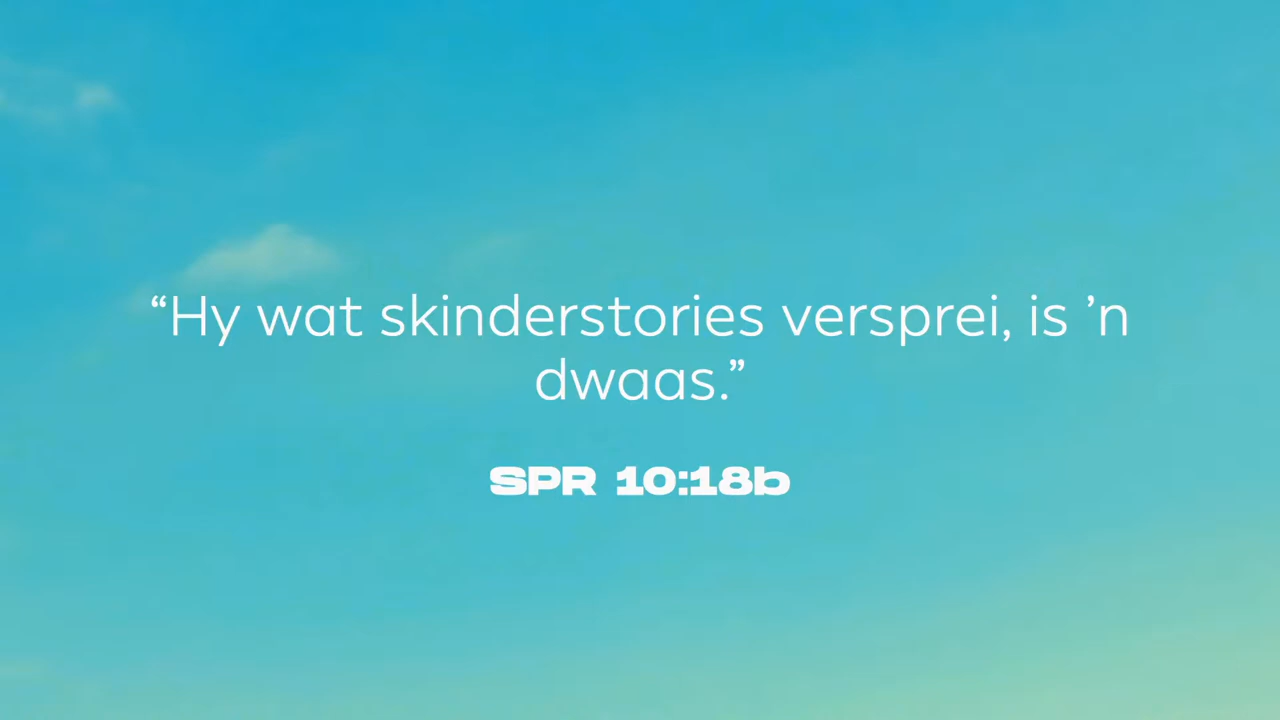 “Hy wat skinderstories versprei, is ’n
dwaas.”
SPR 10:18b